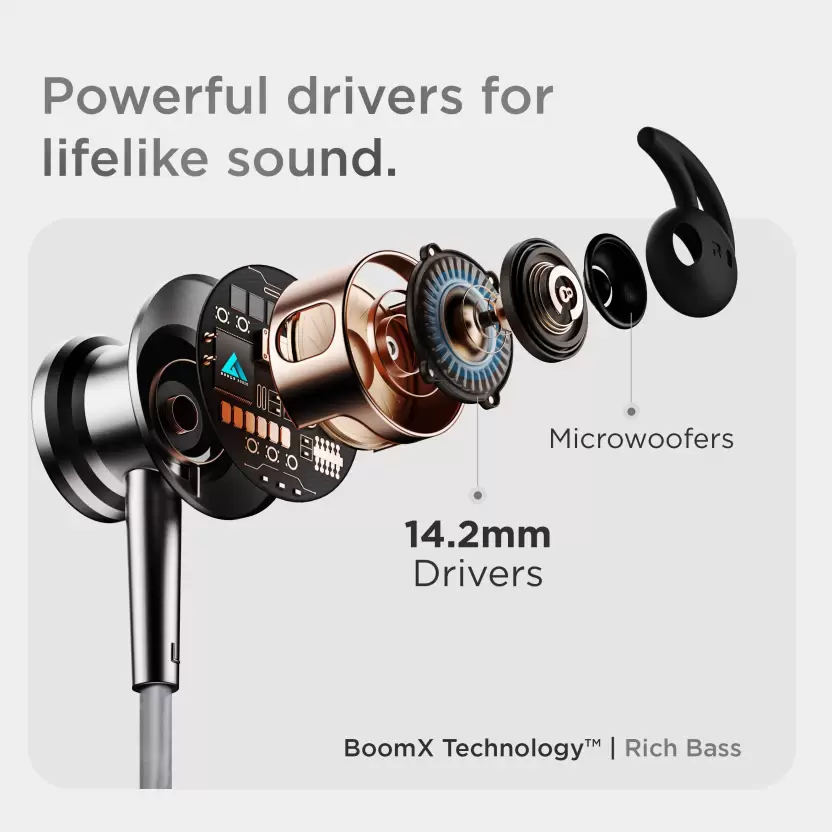 Powerful drivers for
lifelike sound.
Microwoofers
14.2mm
Drivers
BoomX Technology™ | Rich Bass